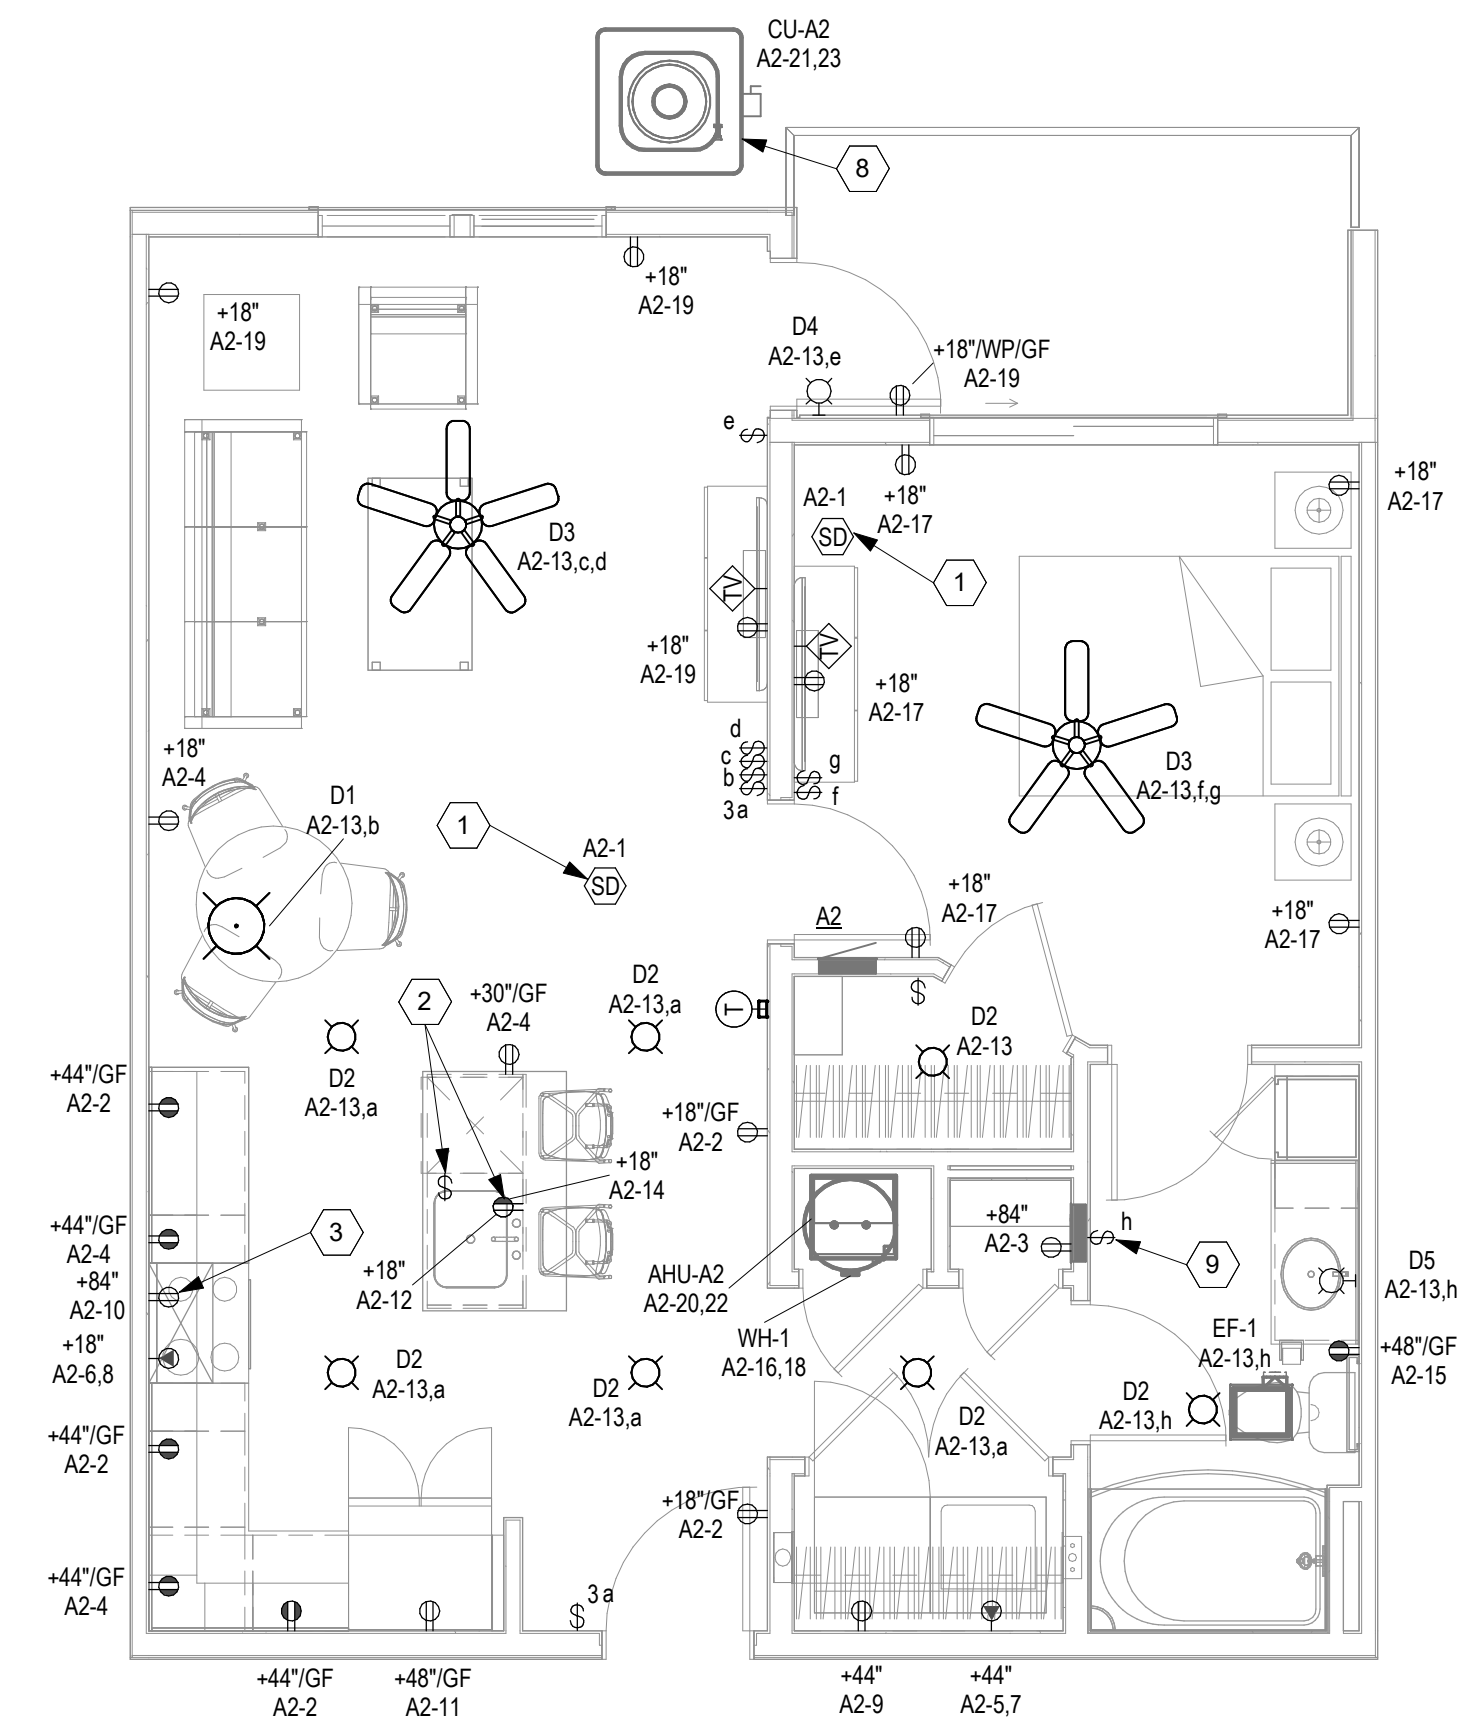 CU-A2
A2-21,23
8
+18"
A2-19
+18"
A2-19
D4
A2-13,e
+18"/WP/GF
A2-19
e
D3
A2-13,c,d
A2-1
SD
+18"
A2-17
1
+18"
A2-17
TV
TV
+18"
A2-19
+18"
A2-17
d
c
b
3a
g
f
D3
A2-13,f,g
+18"
A2-4
D1
A2-13,b
1
A2-1
SD
A2
+18"
A2-17
+18"
A2-17
2
+30"/GF
A2-4
D2
A2-13,a
T
$
D2
A2-13
+44"/GF
A2-2
D2
A2-13,a
+18"/GF
A2-2
$
+18"
A2-14
+44"/GF
A2-4
3
+84"
A2-10
+18"
A2-12
AHU-A2
A2-20,22
WH-1
A2-16,18
+84"
A2-3
h
9
D5
A2-13,h
+18"
A2-6,8
EF-1
A2-13,h
+48"/GF
A2-15
D2
A2-13,a
D2
A2-13,a
D2
A2-13,a
D2
A2-13,h
+44"/GF
A2-2
+18"/GF
A2-2
+44"/GF
A2-4
3a
$
+44"/GF
A2-2
+48"/GF
A2-11
+44"
A2-9
+44"
A2-5,7